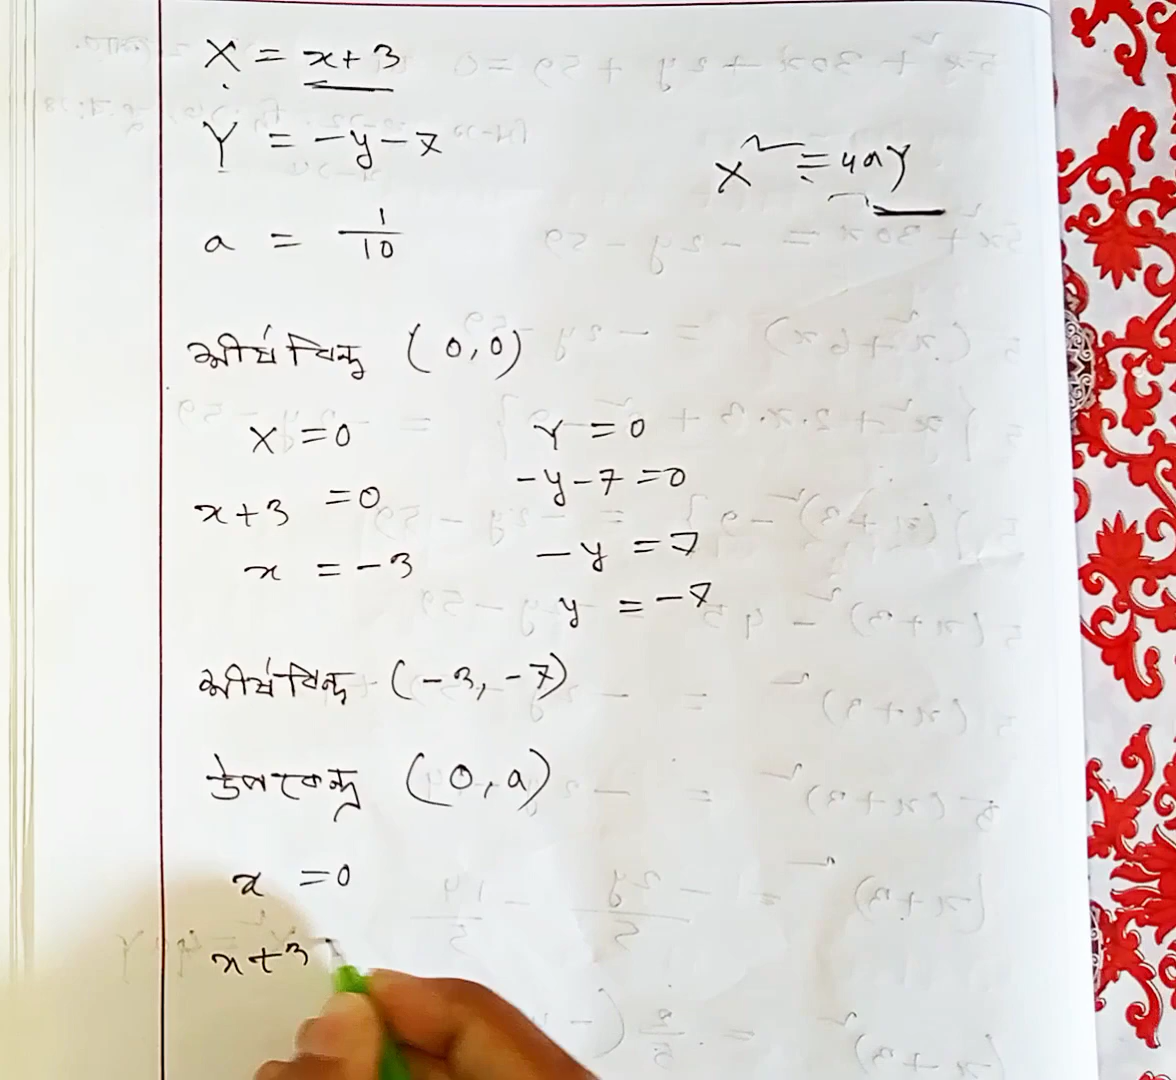 X = x+3
Y = -y-7
x² = 4aY
a = 1/10
শীর্ষবিন্দু (0,0)
X = 0 Y = 0
x+3 = 0 -y-7=0
x = -3 -y = 7
y = -7
শীর্ষবিন্দু (-3, -7)
উপকেন্দ্র (0, a)
x = 0
x+3